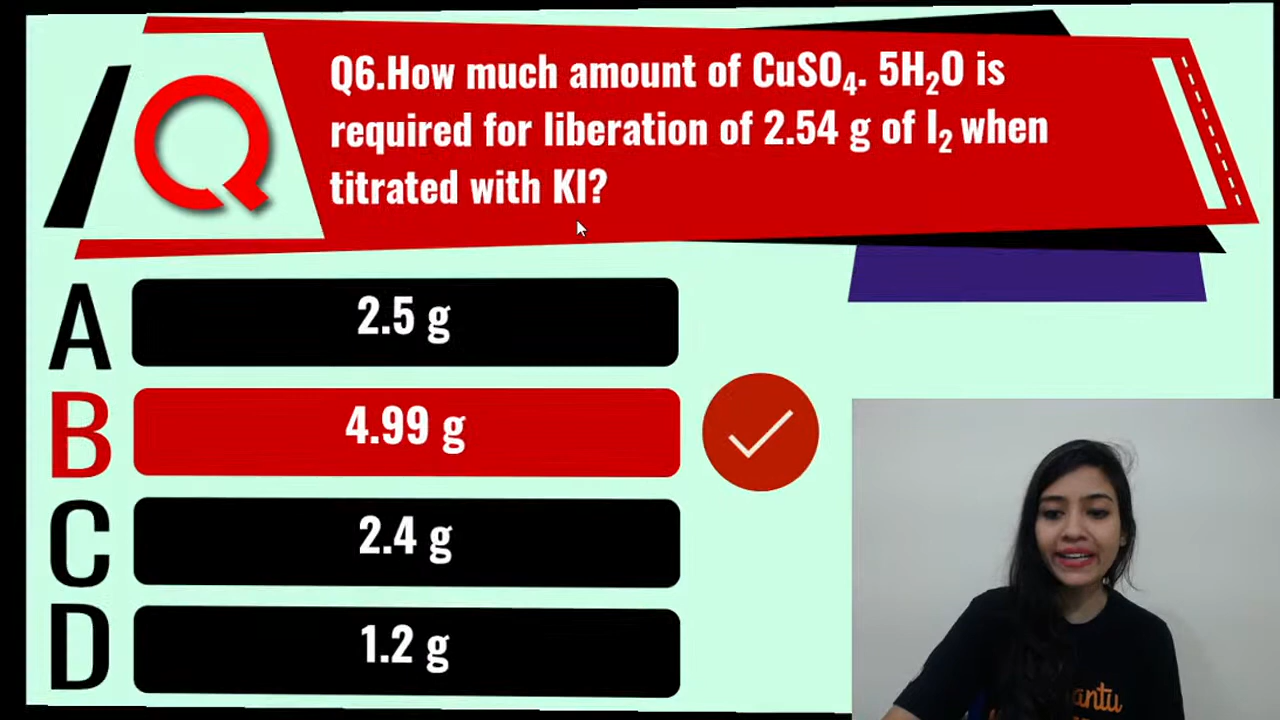 Q
Q6.How much amount of CuSO₄. 5H₂O is
required for liberation of 2.54 g of I₂ when
titrated with KI?
A 2.5 g
B 4.99 g
C 2.4 g
D 1.2 g
antu